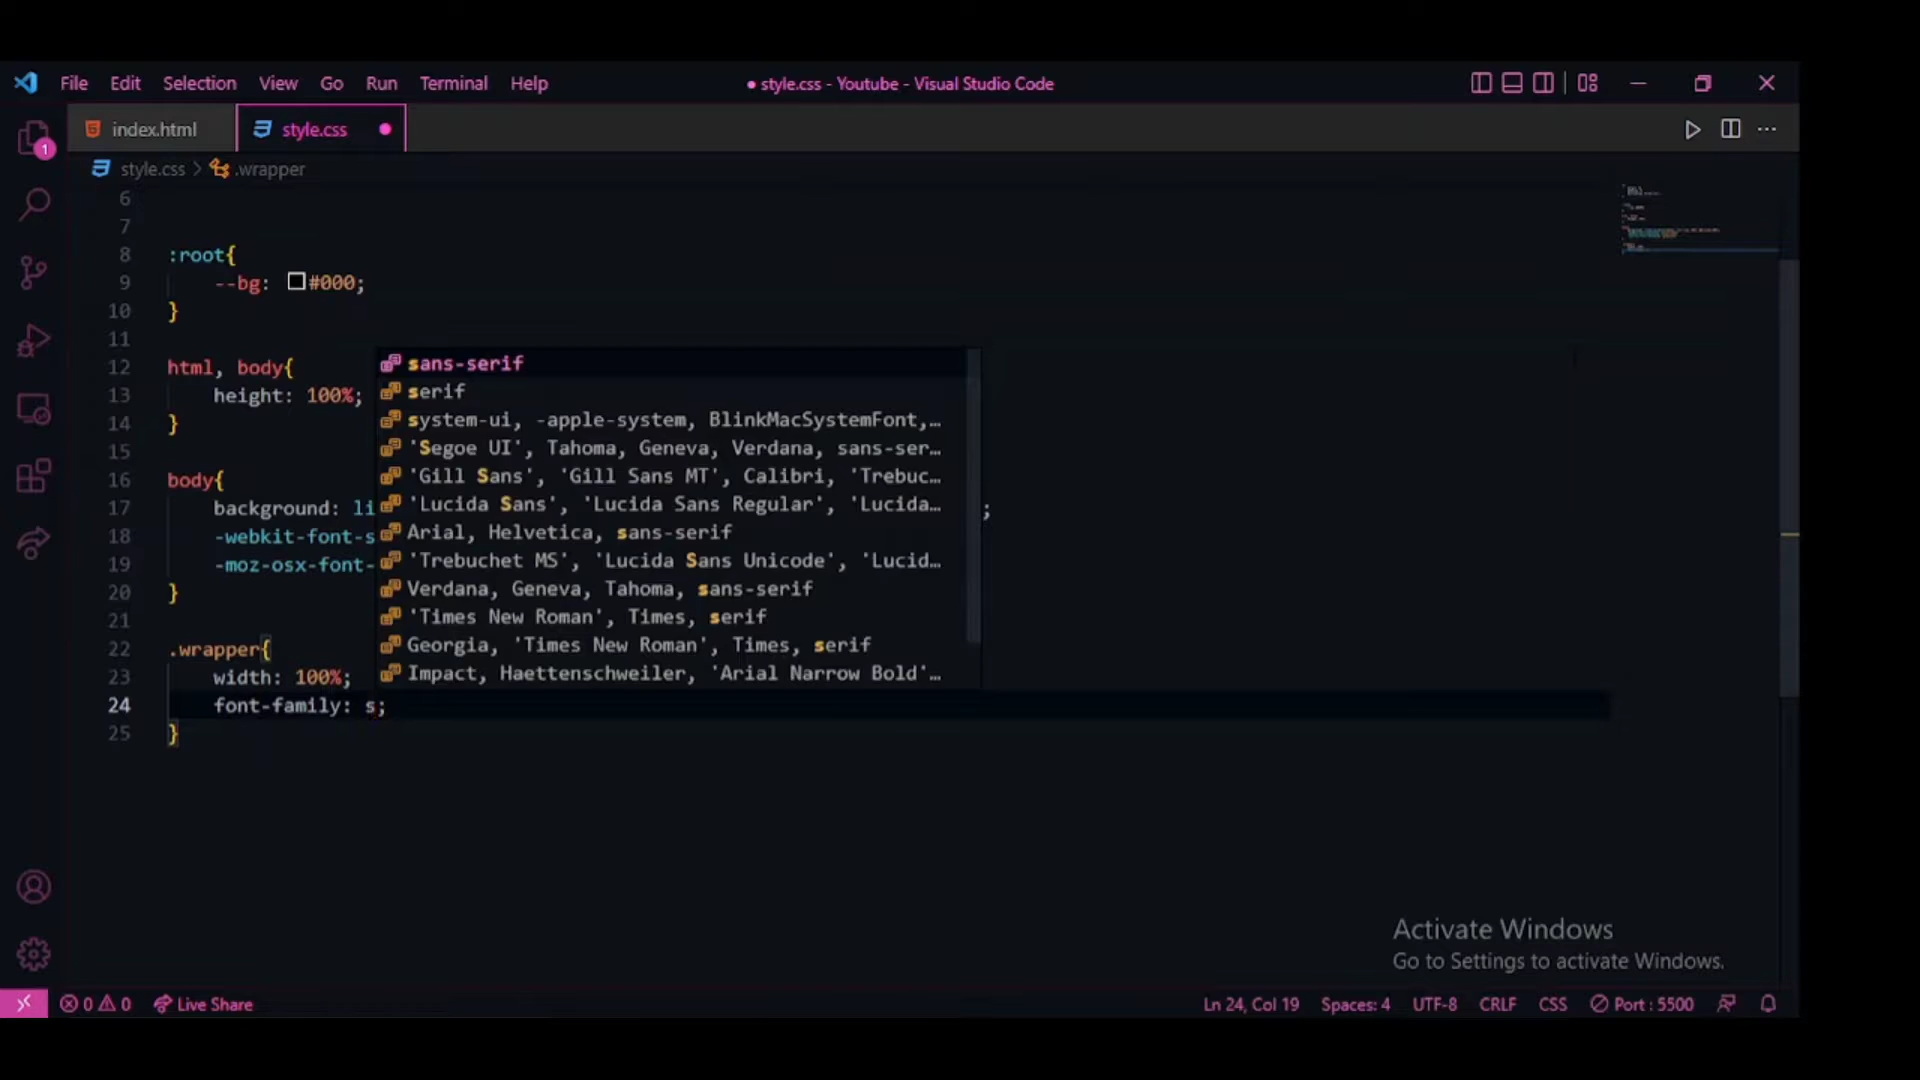 File Edit Selection View Go Run Terminal Help
● style.css - Youtube - Visual Studio Code
index.html
style.css
style.css > .wrapper
6
7
8 :root{
9 --bg: #000;
10 }
11
12 html, body{
13 height: 100%;
14 }
15
16 body{
17 background: li ;
18 -webkit-font-s
19 -moz-osx-font-
20 }
21
22 .wrapper{
23 width: 100%;
24 font-family: s;
25 }
sans-serif
serif
system-ui, -apple-system, BlinkMacSystemFont,…
'Segoe UI', Tahoma, Geneva, Verdana, sans-ser…
'Gill Sans', 'Gill Sans MT', Calibri, 'Trebuc…
'Lucida Sans', 'Lucida Sans Regular', 'Lucida…
Arial, Helvetica, sans-serif
'Trebuchet MS', 'Lucida Sans Unicode', 'Lucid…
Verdana, Geneva, Tahoma, sans-serif
'Times New Roman', Times, serif
Georgia, 'Times New Roman', Times, serif
Impact, Haettenschweiler, 'Arial Narrow Bold'…
1
Activate Windows
Go to Settings to activate Windows.
0 0 Live Share
Ln 24, Col 19 Spaces: 4 UTF-8 CRLF CSS Port : 5500